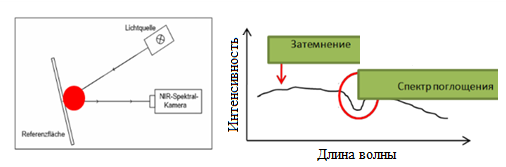 Lichtquelle
NIR-Spektral-
Kamera
Referenzfläche
Интенсивность
Затемнение
Спектр поглощения
Длина волны